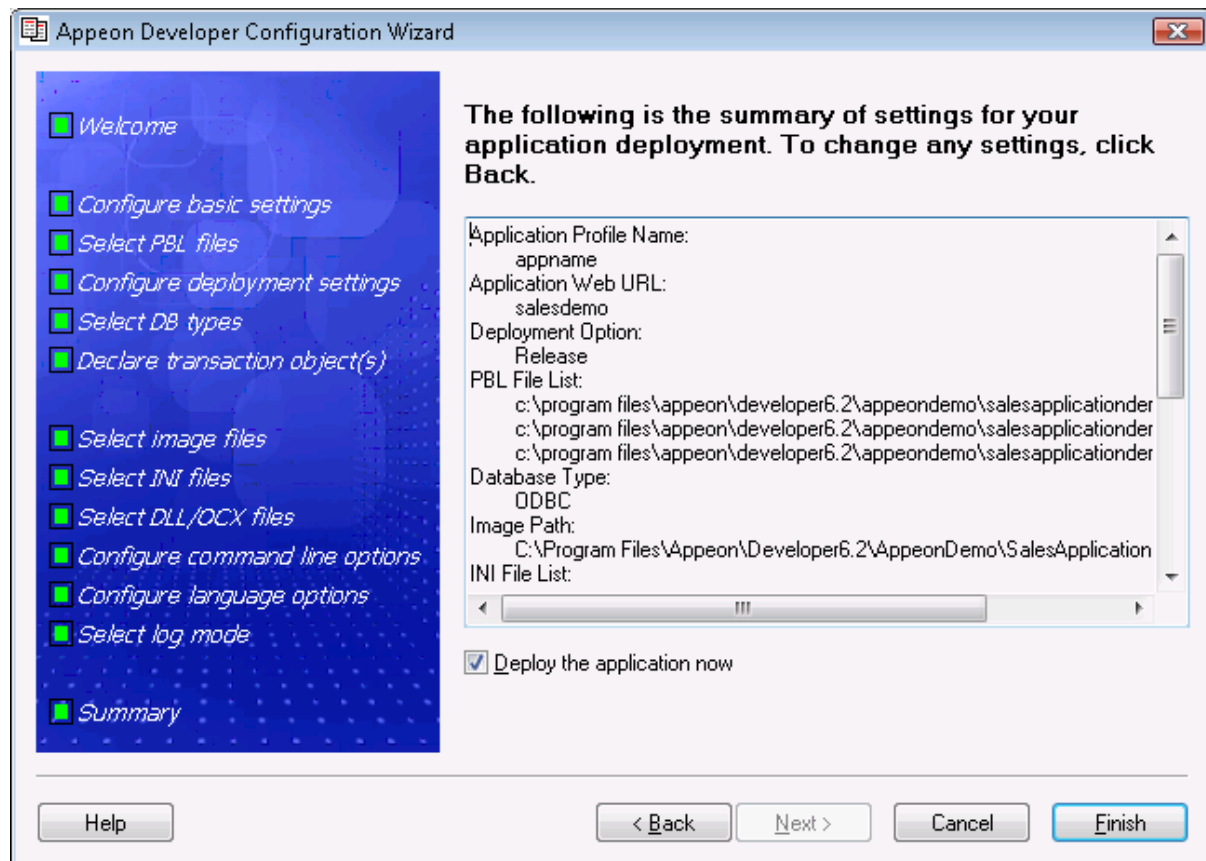 Appeon Developer Configuration Wizard
Welcome
Configure basic settings
Select PBL files
Configure deployment settings
Select DB types
Declare transaction object(s)
Select image files
Select INI files
Select DLL/OCX files
Configure command line options
Configure language options
Select log mode
Summary
The following is the summary of settings for your
application deployment. To change any settings, click
Back.
Application Profile Name:
appname
Application Web URL:
salesdemo
Deployment Option:
Release
PBL File List:
c:\program files\appeon\developer6.2\appeondemo\salesapplicationder
c:\program files\appeon\developer6.2\appeondemo\salesapplicationder
c:\program files\appeon\developer6.2\appeondemo\salesapplicationder
Database Type:
ODBC
Image Path:
C:\Program Files\Appeon\Developer6.2\AppeonDemo\SalesApplication
INI File List:
Deploy the application now
Help
< Back
Next >
Cancel
Finish